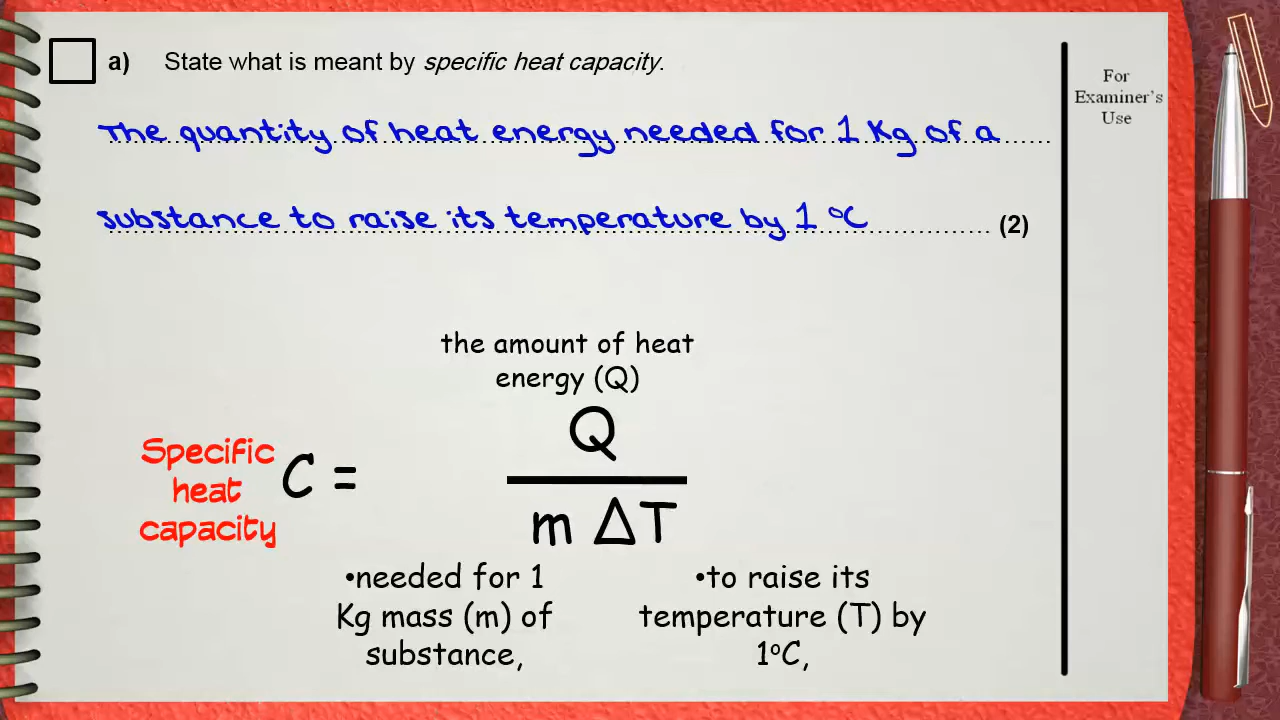 a) State what is meant by specific heat capacity.
For
Examiner's
Use
The quantity of heat energy needed for 1 Kg of a
substance to raise its temperature by 1 °C
(2)
the amount of heat
energy (Q)
Specific
heat
capacity
C =
Q
m ΔT
•needed for 1
Kg mass (m) of
substance,
•to raise its
temperature (T) by
1°C,